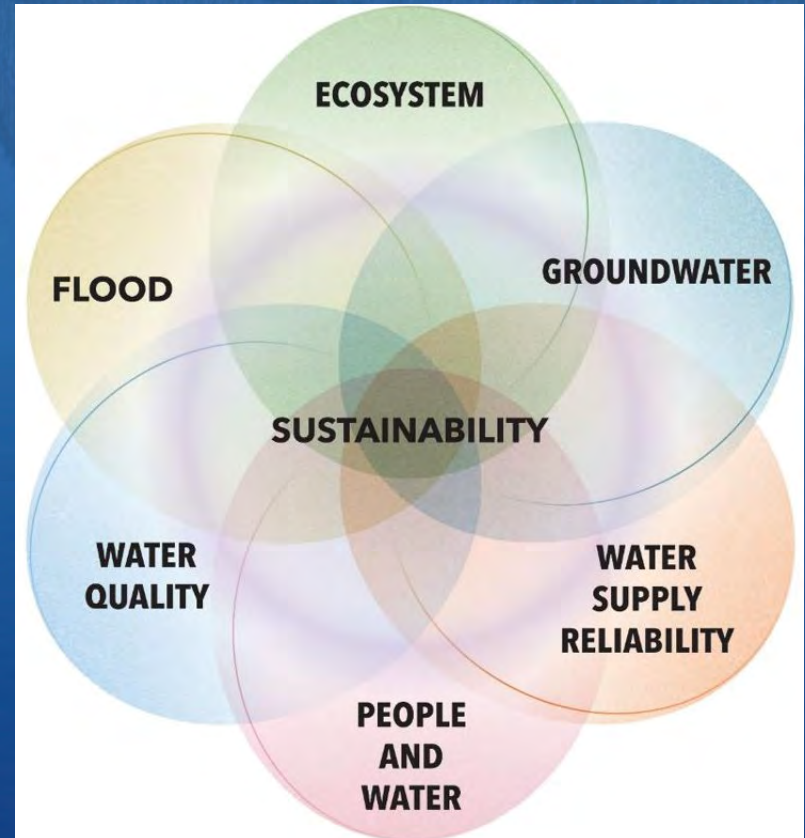 ECOSYSTEM
FLOOD
GROUNDWATER
SUSTAINABILITY
WATER
QUALITY
WATER
SUPPLY
RELIABILITY
PEOPLE
AND
WATER